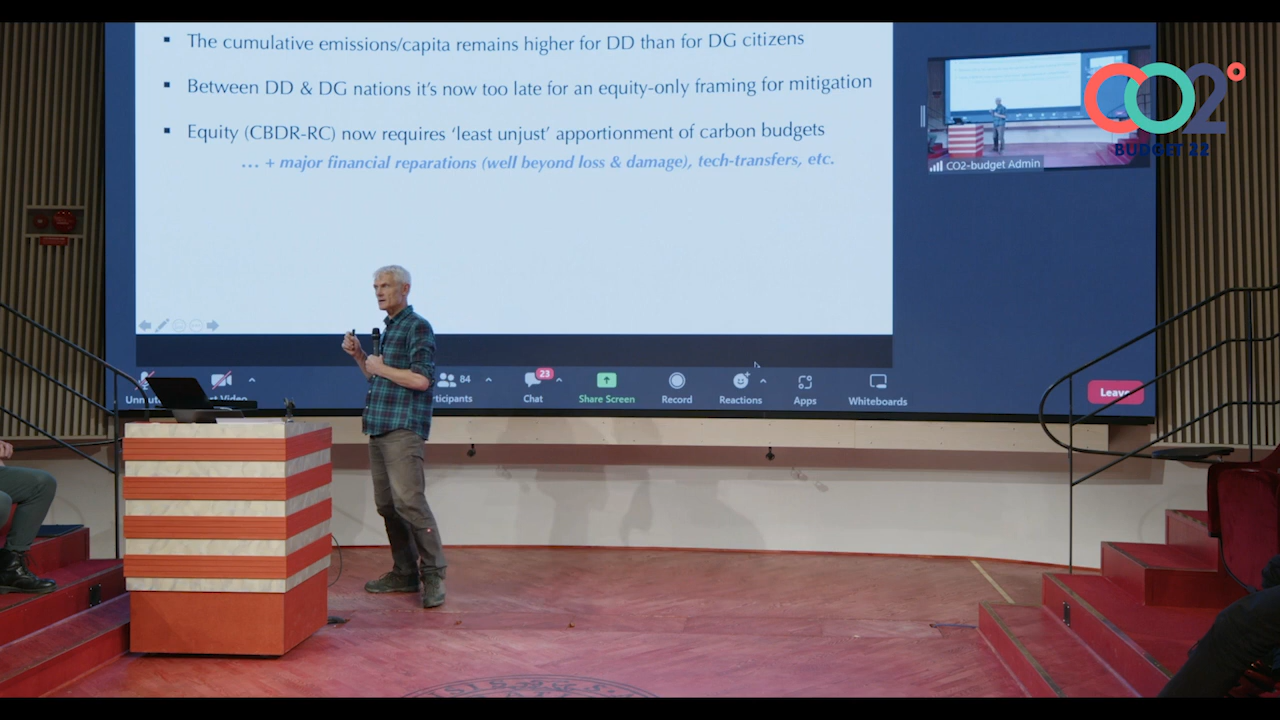 The cumulative emissions/capita remains higher for DD than for DG citizens
Between DD & DG nations it's now too late for an equity-only framing for mitigation
Equity (CBDR-RC) now requires 'least unjust' apportionment of carbon budgets
… + major financial reparations (well beyond loss & damage), tech-transfers, etc.
CO2°
BUDGET 22
CO2-budget Admin
84
23
Chat
Share Screen
Record
Reactions
Apps
Whiteboards
Leave